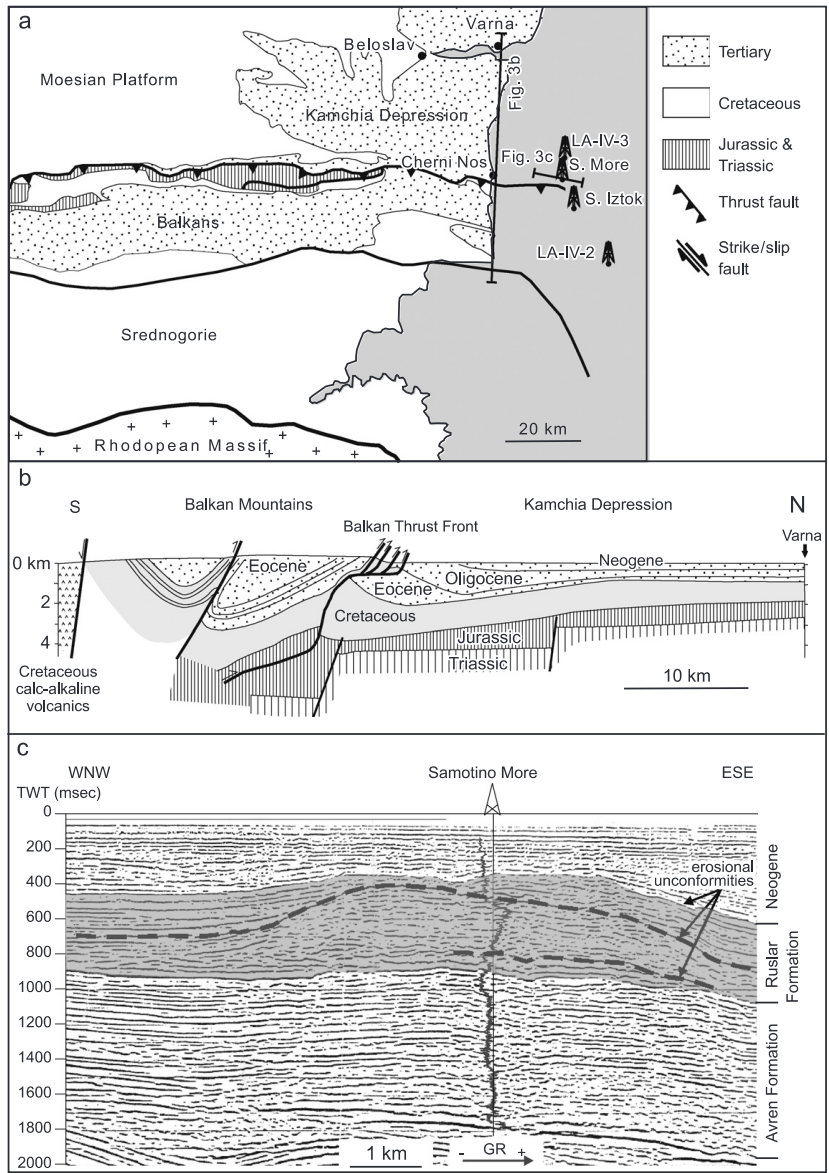 a
Varna
Beloslav
Moesian Platform
Kamchia Depression
Fig. 3b
Cherni Nos
Fig. 3c
LA-IV-3
S. More
S. Iztok
Balkans
LA-IV-2
Srednogorie
Rhodopean Massif
20 km
Tertiary
Cretaceous
Jurassic &
Triassic
Thrust fault
Strike/slip
fault
b
S
Balkan Mountains
Kamchia Depression
N
Balkan Thrust Front
Varna
0 km
2
4
Eocene
Eocene
Oligocene
Neogene
Cretaceous
Jurassic
Triassic
Cretaceous
calc-alkaline
volcanics
10 km
c
WNW
Samotino More
ESE
TWT (msec)
0
200
400
600
800
1000
1200
1400
1600
1800
2000
erosional
unconformities
Neogene
Ruslar
Formation
Avren Formation
1 km
- GR +